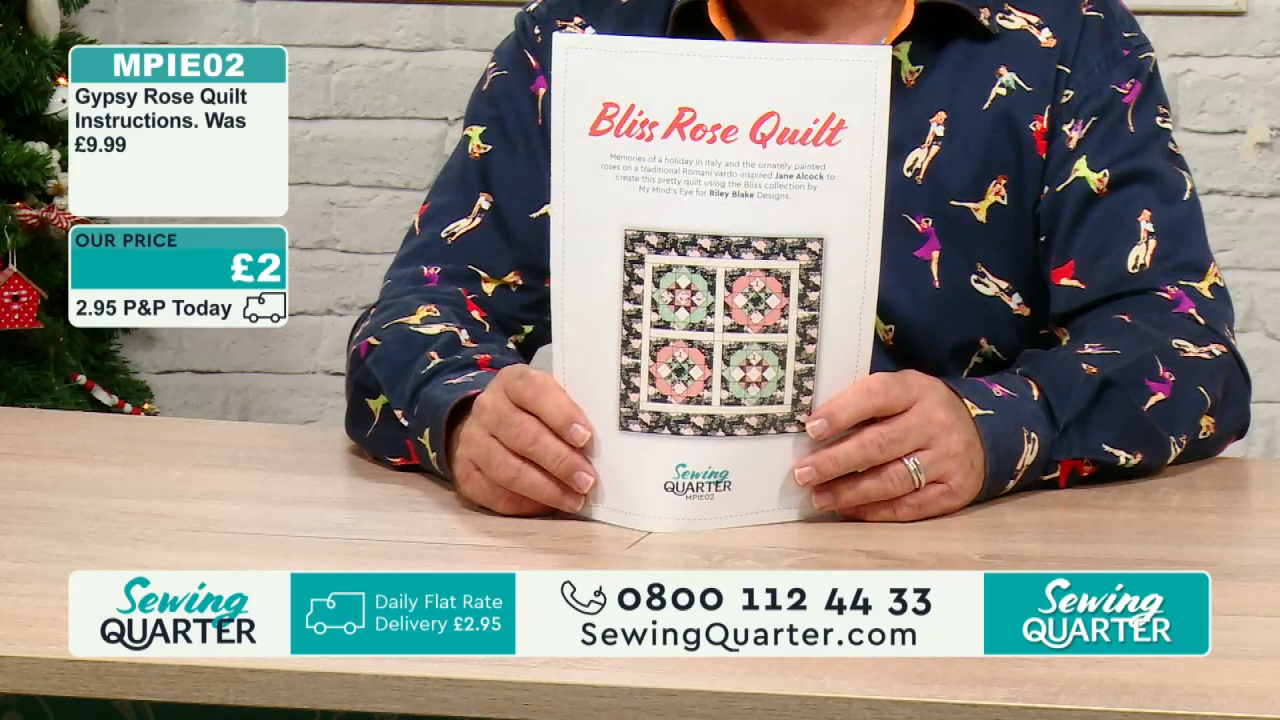 MPIE02
Gypsy Rose Quilt
Instructions. Was
£9.99
OUR PRICE
£2
2.95 P&P Today
Bliss Rose Quilt
Memories of a holiday in Italy and the ornately painted
roses on a traditional Romani vardo inspired Jane Alcock to
create this pretty quilt using the Bliss collection by
My Mind's Eye for Riley Blake Designs.
Sewing
QUARTER
MPIE02
Sewing
QUARTER
Daily Flat Rate
Delivery £2.95
0800 112 44 33
SewingQuarter.com
Sewing
QUARTER